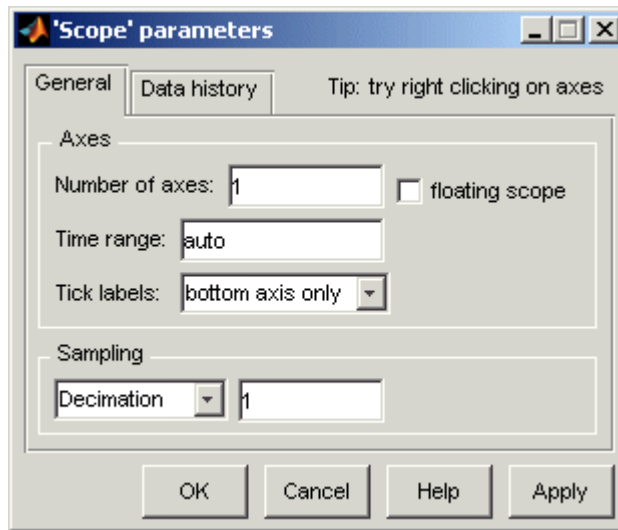 'Scope' parameters
General Data history Tip: try right clicking on axes
Axes
Number of axes: 1 floating scope
Time range: auto
Tick labels: bottom axis only
Sampling
Decimation 1
OK Cancel Help Apply